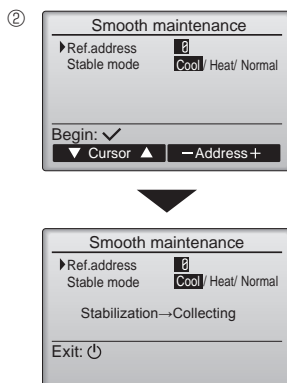 ②
Smooth maintenance
▶Ref.address 0
Stable mode Cool / Heat/ Normal
Begin: ✓
▼ Cursor ▲ −Address+
Smooth maintenance
▶Ref.address 0
Stable mode Cool / Heat/ Normal
Stabilization→Collecting
Exit: ⏻